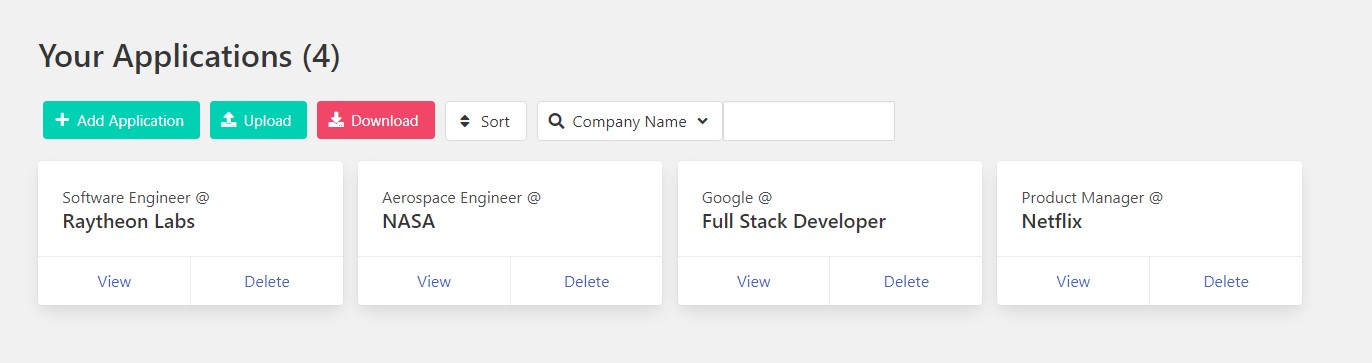 Your Applications (4)
Add Application Upload Download Sort Company Name
Software Engineer @
Raytheon Labs
View Delete
Aerospace Engineer @
NASA
View Delete
Google @
Full Stack Developer
View Delete
Product Manager @
Netflix
View Delete